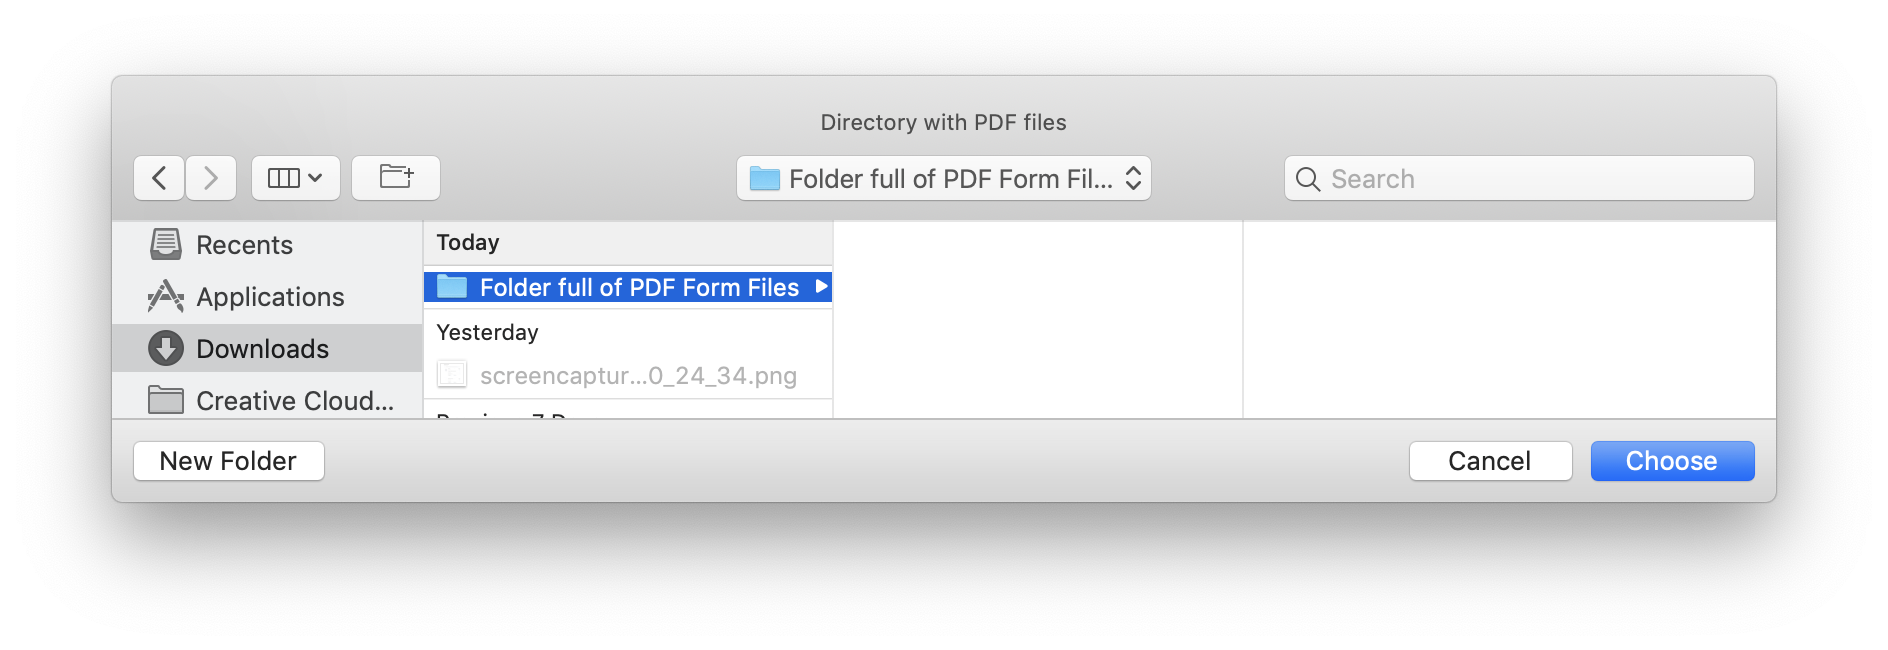 Directory with PDF files
Folder full of PDF Form Fil...
Search
Recents
Applications
Downloads
Creative Cloud...
Today
Folder full of PDF Form Files
Yesterday
screencaptur...0_24_34.png
New Folder
Cancel
Choose